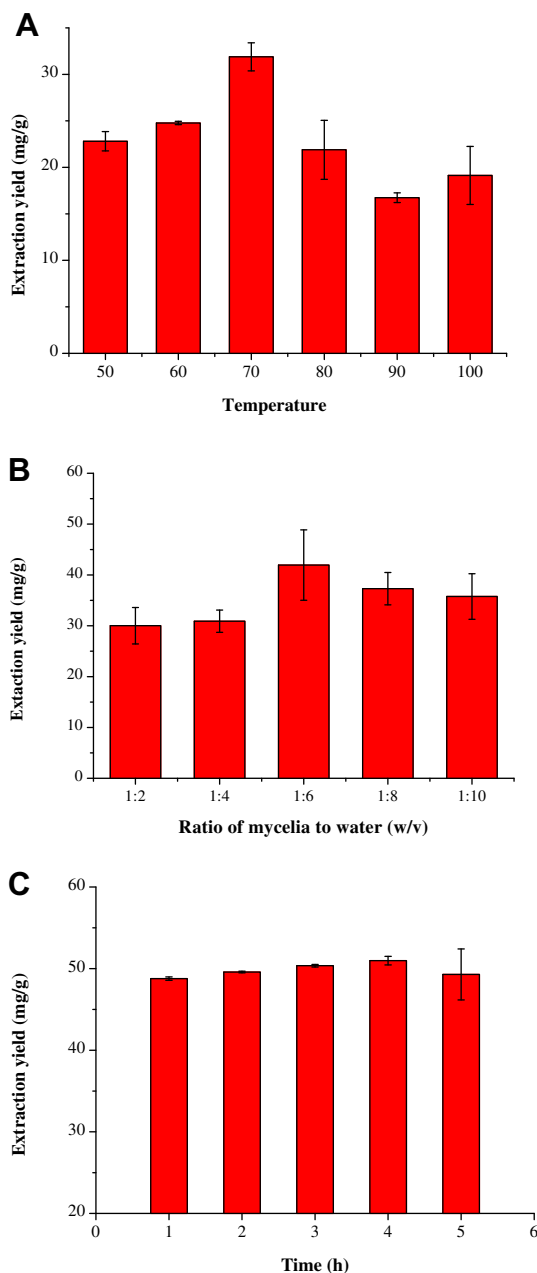 A
30
20
10
0
Extraction yield (mg/g)
50 60 70 80 90 100
Temperature
B
60
50
40
30
20
10
0
Extaction yield (mg/g)
1:2 1:4 1:6 1:8 1:10
Ratio of mycelia to water (w/v)
C
60
50
40
30
20
Extraction yield (mg/g)
0 1 2 3 4 5 6
Time (h)